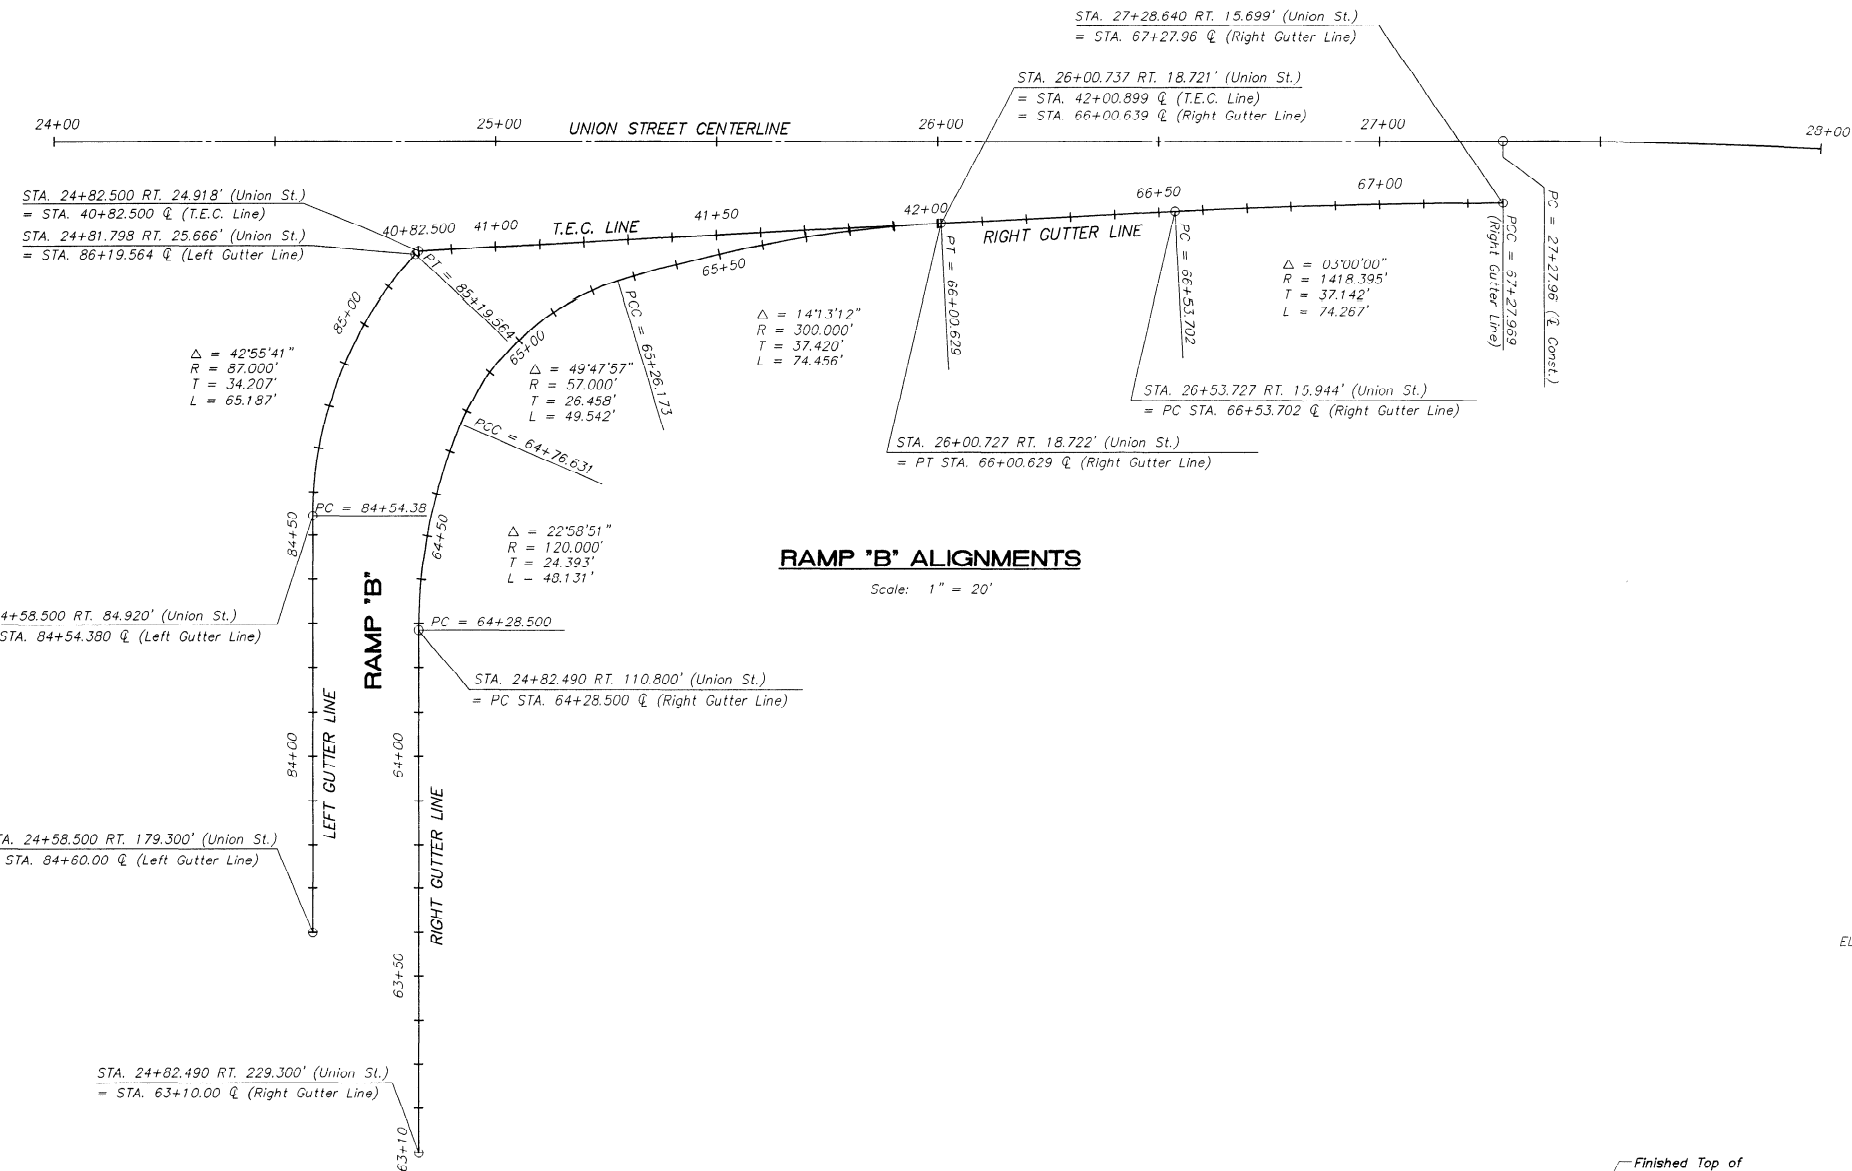 STA. 27+28.640 RT. 15.699' (Union St.)
= STA. 67+27.96 ℄ (Right Gutter Line)
STA. 26+00.737 RT. 18.721' (Union St.)
= STA. 42+00.899 ℄ (T.E.C. Line)
= STA. 66+00.639 ℄ (Right Gutter Line)
24+00
25+00
UNION STREET CENTERLINE
26+00
27+00
28+00
STA. 24+82.500 RT. 24.918' (Union St.)
= STA. 40+82.500 ℄ (T.E.C. Line)
STA. 24+81.798 RT. 25.666' (Union St.)
= STA. 86+19.564 ℄ (Left Gutter Line)
40+82.500
41+00
T.E.C. LINE
41+50
42+00
RIGHT GUTTER LINE
66+50
67+00
PT = 85+19.564
85+00
65+00
65+50
PCC = 65+26.173
PT = 66+00.629
PC = 66+53.702
PCC = 67+27.969
(Right Gutter Line)
PC = 27+27.96 (℄ Const.)
Δ = 03°00'00"
R = 1418.395'
T = 37.142'
L = 74.267'
Δ = 14°13'12"
R = 300.000'
T = 37.420'
L = 74.456'
Δ = 42°55'41"
R = 87.000'
T = 34.207'
L = 65.187'
Δ = 49°47'57"
R = 57.000'
T = 26.458'
L = 49.542'
STA. 26+53.727 RT. 15.944' (Union St.)
= PC STA. 66+53.702 ℄ (Right Gutter Line)
PCC = 64+76.631
STA. 26+00.727 RT. 18.722' (Union St.)
= PT STA. 66+00.629 ℄ (Right Gutter Line)
PC = 84+54.38
84+50
64+50
Δ = 22°58'51"
R = 120.000'
T = 24.393'
L = 48.131'
RAMP "B" ALIGNMENTS
Scale: 1" = 20'
RAMP "B"
4+58.500 RT. 84.920' (Union St.)
STA. 84+54.380 ℄ (Left Gutter Line)
PC = 64+28.500
STA. 24+82.490 RT. 110.800' (Union St.)
= PC STA. 64+28.500 ℄ (Right Gutter Line)
84+00
LEFT GUTTER LINE
64+00
RIGHT GUTTER LINE
TA. 24+58.500 RT. 179.300' (Union St.)
STA. 84+60.00 ℄ (Left Gutter Line)
63+50
EL
STA. 24+82.490 RT. 229.300' (Union St.)
= STA. 63+10.00 ℄ (Right Gutter Line)
63+10
Finished Top of